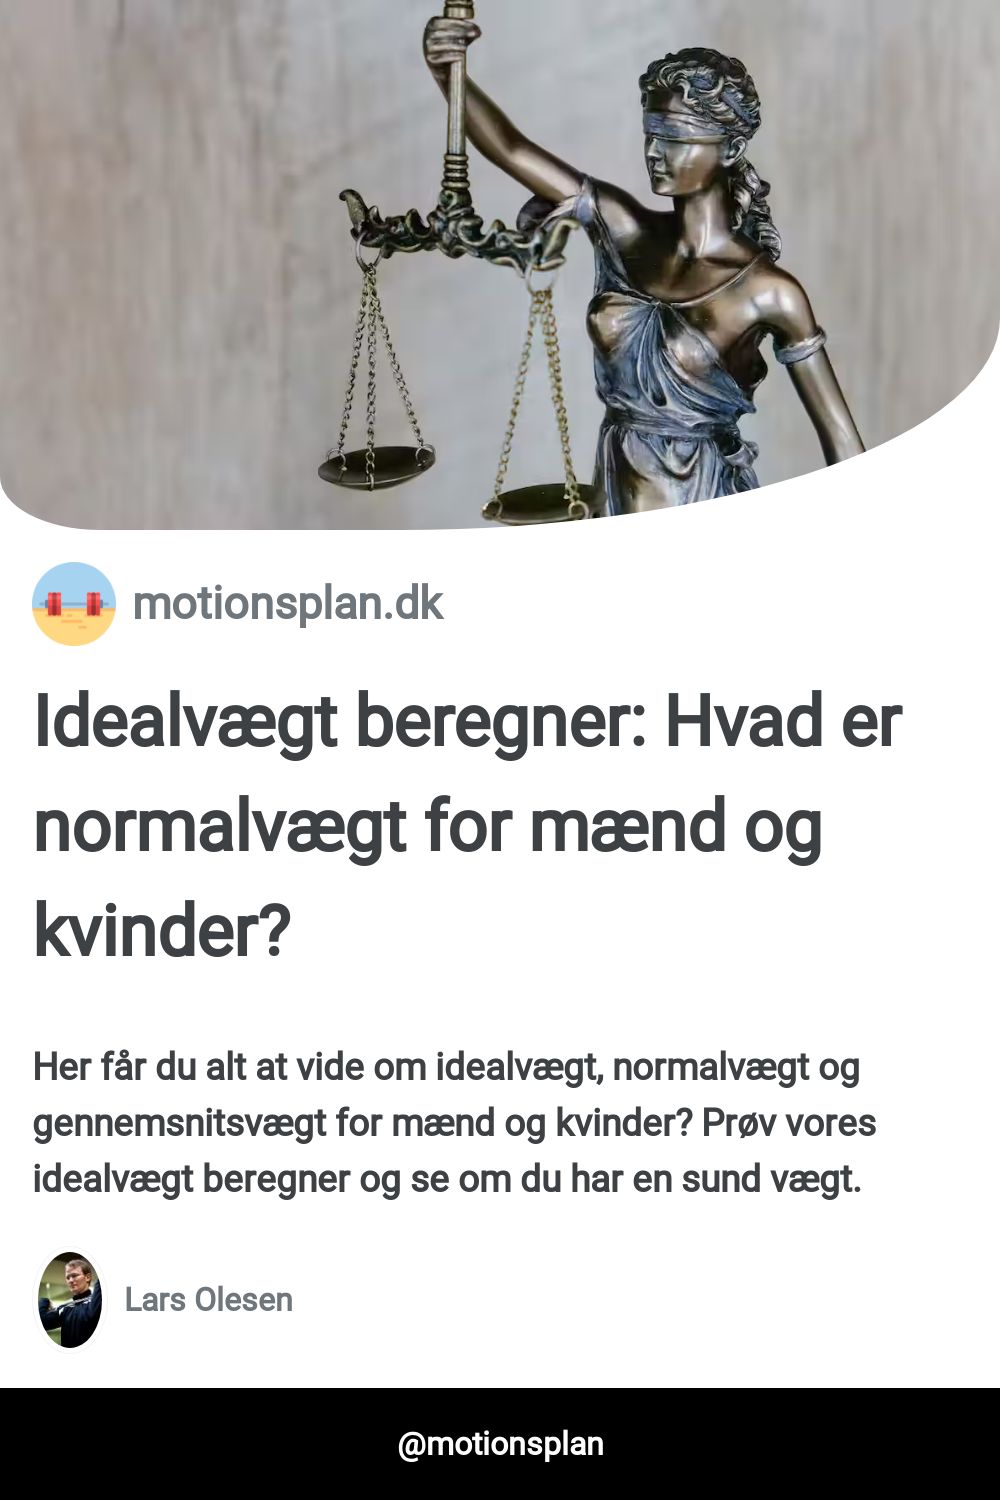 motionsplan.dk
Idealvægt beregner: Hvad er
normalvægt for mænd og
kvinder?
Her får du alt at vide om idealvægt, normalvægt og
gennemsnitsvægt for mænd og kvinder? Prøv vores
idealvægt beregner og se om du har en sund vægt.
Lars Olesen
@motionsplan